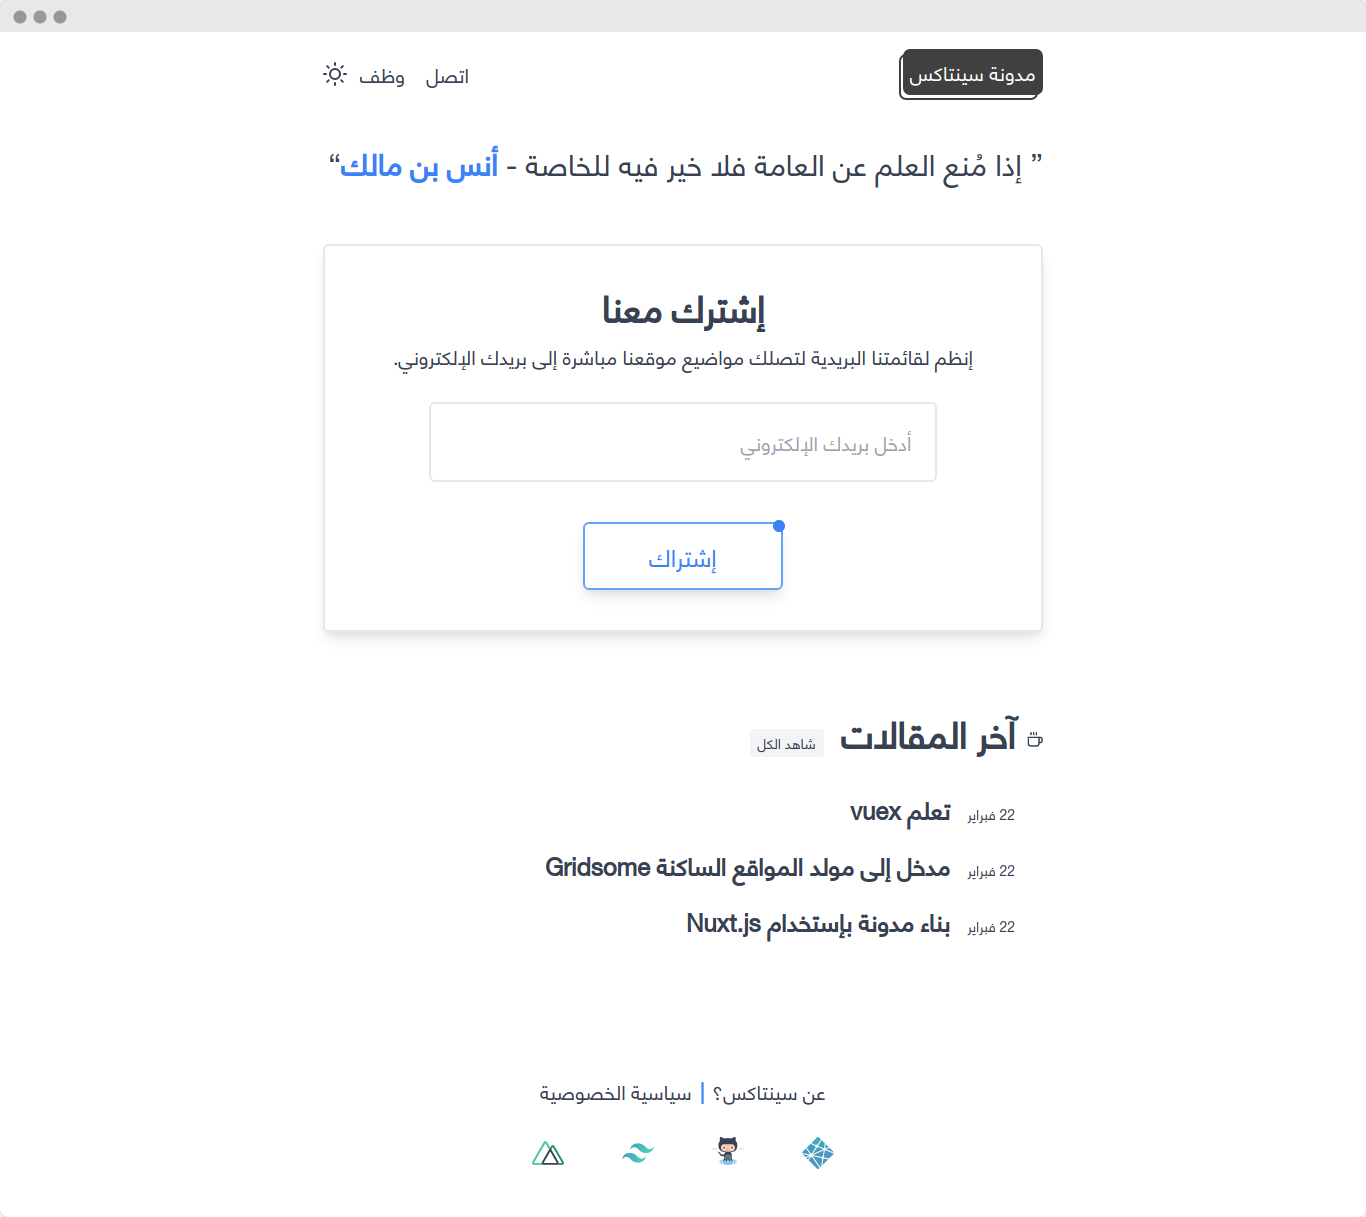 مدونة سينتاكس
اتصل وظف
” إذا مُنع العلم عن العامة فلا خير فيه للخاصة - أنس بن مالك“
إشترك معنا
إنظم لقائمتنا البريدية لتصلك مواضيع موقعنا مباشرة إلى بريدك الإلكتروني.
أدخل بريدك الإلكتروني
إشتراك
آخر المقالات شاهد الكل
22 فبراير تعلم vuex
22 فبراير مدخل إلى مولد المواقع الساكنة Gridsome
22 فبراير بناء مدونة بإستخدام Nuxt.js
عن سينتاكس؟ | سياسية الخصوصية